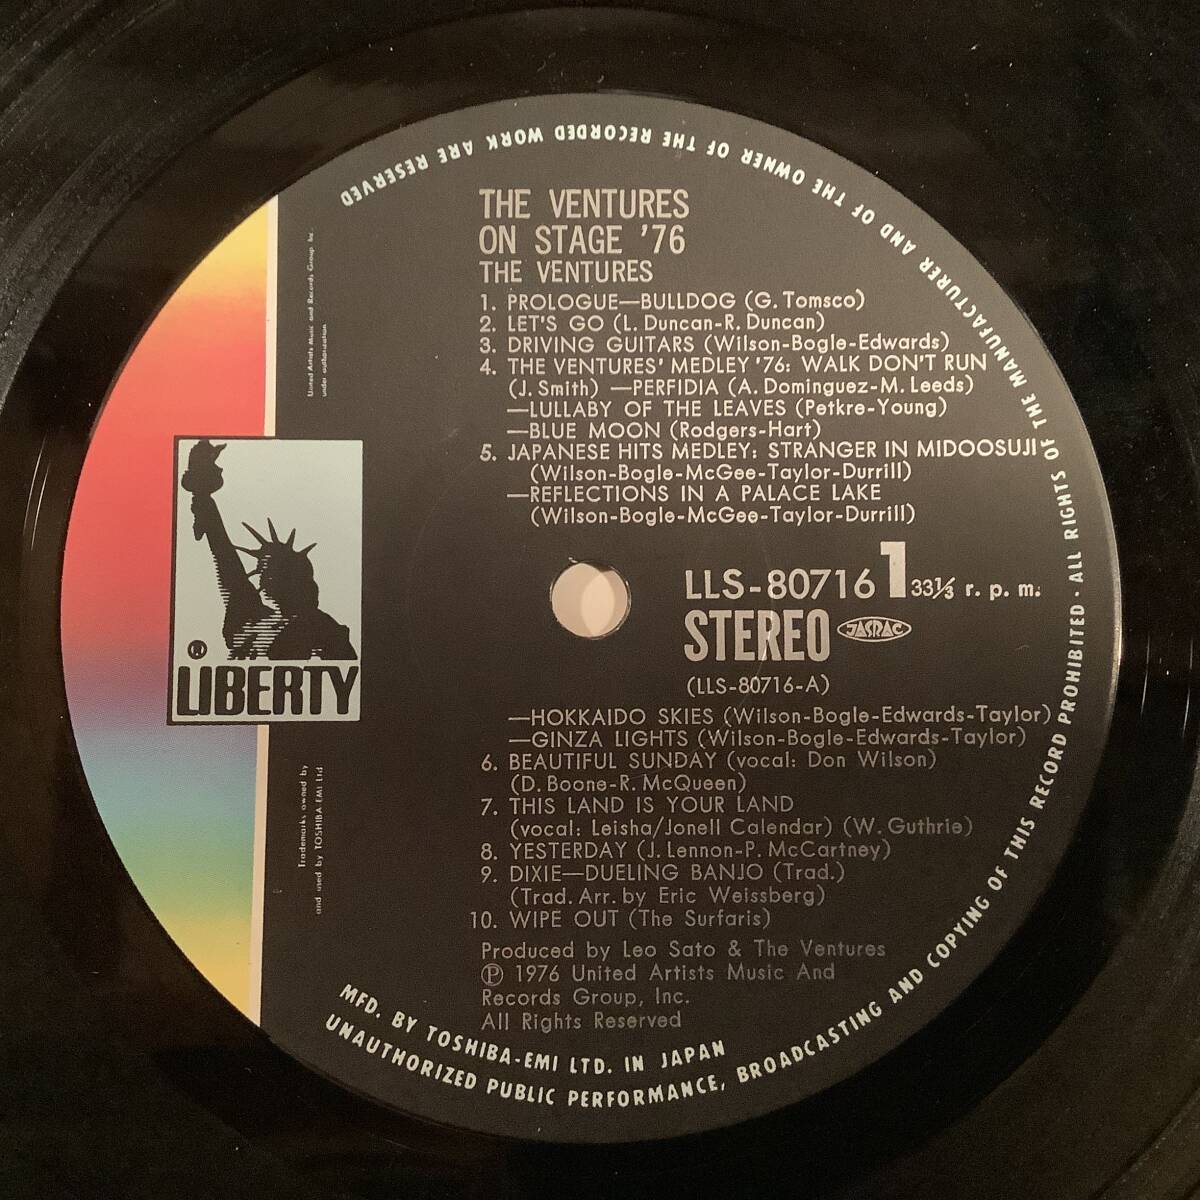 THE VENTURES
ON STAGE '76
THE VENTURES
1. PROLOGUE—BULLDOG (G. Tomsco)
2. LET'S GO (L. Duncan-R. Duncan)
3. DRIVING GUITARS (Wilson-Bogle-Edwards)
4. THE VENTURES' MEDLEY '76: WALK DON'T RUN
(J. Smith) —PERFIDIA (A. Dominguez-M. Leeds)
—LULLABY OF THE LEAVES (Petkre-Young)
—BLUE MOON (Rodgers-Hart)
5. JAPANESE HITS MEDLEY: STRANGER IN MIDOOSUJI
(Wilson-Bogle-McGee-Taylor-Durrill)
—REFLECTIONS IN A PALACE LAKE
(Wilson-Bogle-McGee-Taylor-Durrill)
LLS-80716 1 33⅓ r. p. m.
STEREO JASRAC
(LLS-80716-A)
—HOKKAIDO SKIES (Wilson-Bogle-Edwards-Taylor)
—GINZA LIGHTS (Wilson-Bogle-Edwards-Taylor)
6. BEAUTIFUL SUNDAY (vocal: Don Wilson)
(D. Boone-R. McQueen)
7. THIS LAND IS YOUR LAND
(vocal: Leisha/Jonell Calendar) (W. Guthrie)
8. YESTERDAY (J. Lennon-P. McCartney)
9. DIXIE—DUELING BANJO (Trad.)
(Trad. Arr. by Eric Weissberg)
10. WIPE OUT (The Surfaris)
Produced by Leo Sato & The Ventures
Ⓟ 1976 United Artists Music And
Records Group, Inc.
All Rights Reserved
® LIBERTY
United Artists Music and Records Group Inc.
under authorization
Trademarks owned by
and used by TOSHIBA-EMI Ltd
MFD. BY TOSHIBA-EMI LTD. IN JAPAN
UNAUTHORIZED PUBLIC PERFORMANCE, BROADCASTING AND COPYING OF THIS RECORD PROHIBITED · ALL RIGHTS OF THE MANUFACTURER AND OF THE OWNER OF THE RECORDED WORK ARE RESERVED